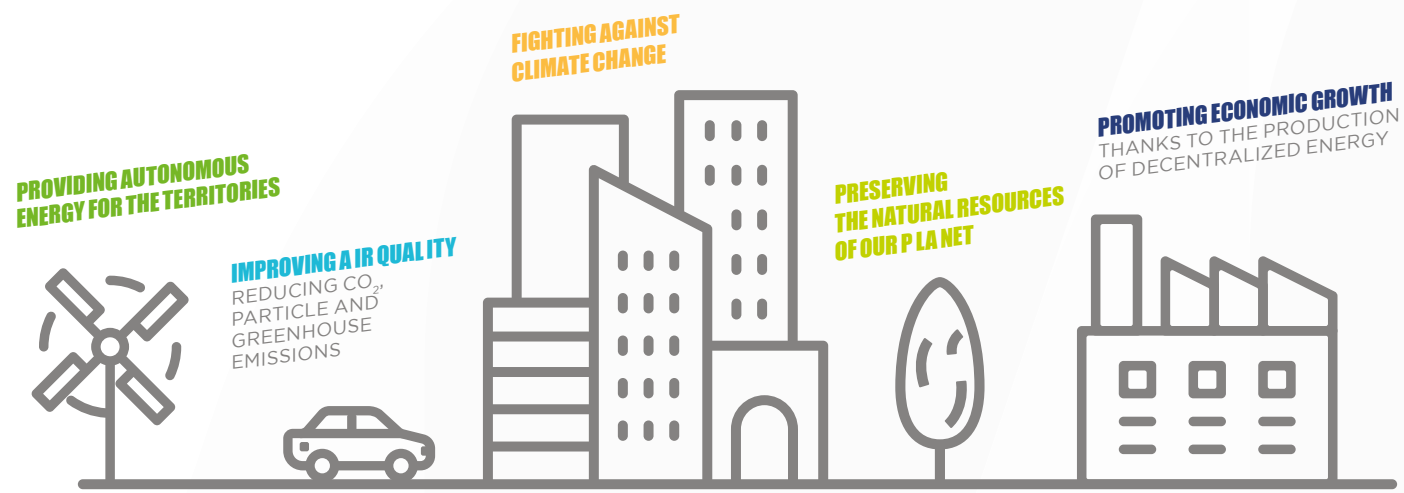 FIGHTING AGAINST
CLIMATE CHANGE
PROMOTING ECONOMIC GROWTH
THANKS TO THE PRODUCTION
OF DECENTRALIZED ENERGY
PROVIDING AUTONOMOUS
ENERGY FOR THE TERRITORIES
PRESERVING
THE NATURAL RESOURCES
OF OUR P LA NET
IMPROVING A IR QUAL ITY
REDUCING CO₂,
PARTICLE AND
GREENHOUSE
EMISSIONS